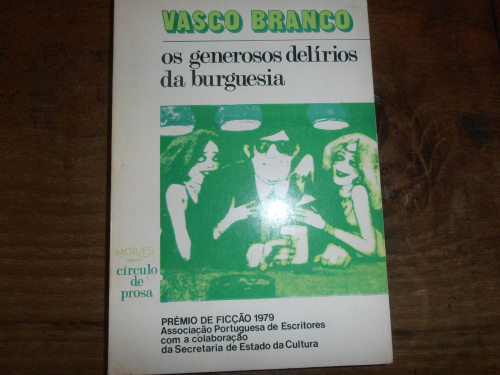 VASCO BRANCO
os generosos delírios
da burguesia
MORÆS
círculo de
prosa
PRÉMIO DE FICÇÃO 1979
Associação Portuguesa de Escritores
com a colaboração
da Secretaria de Estado da Cultura